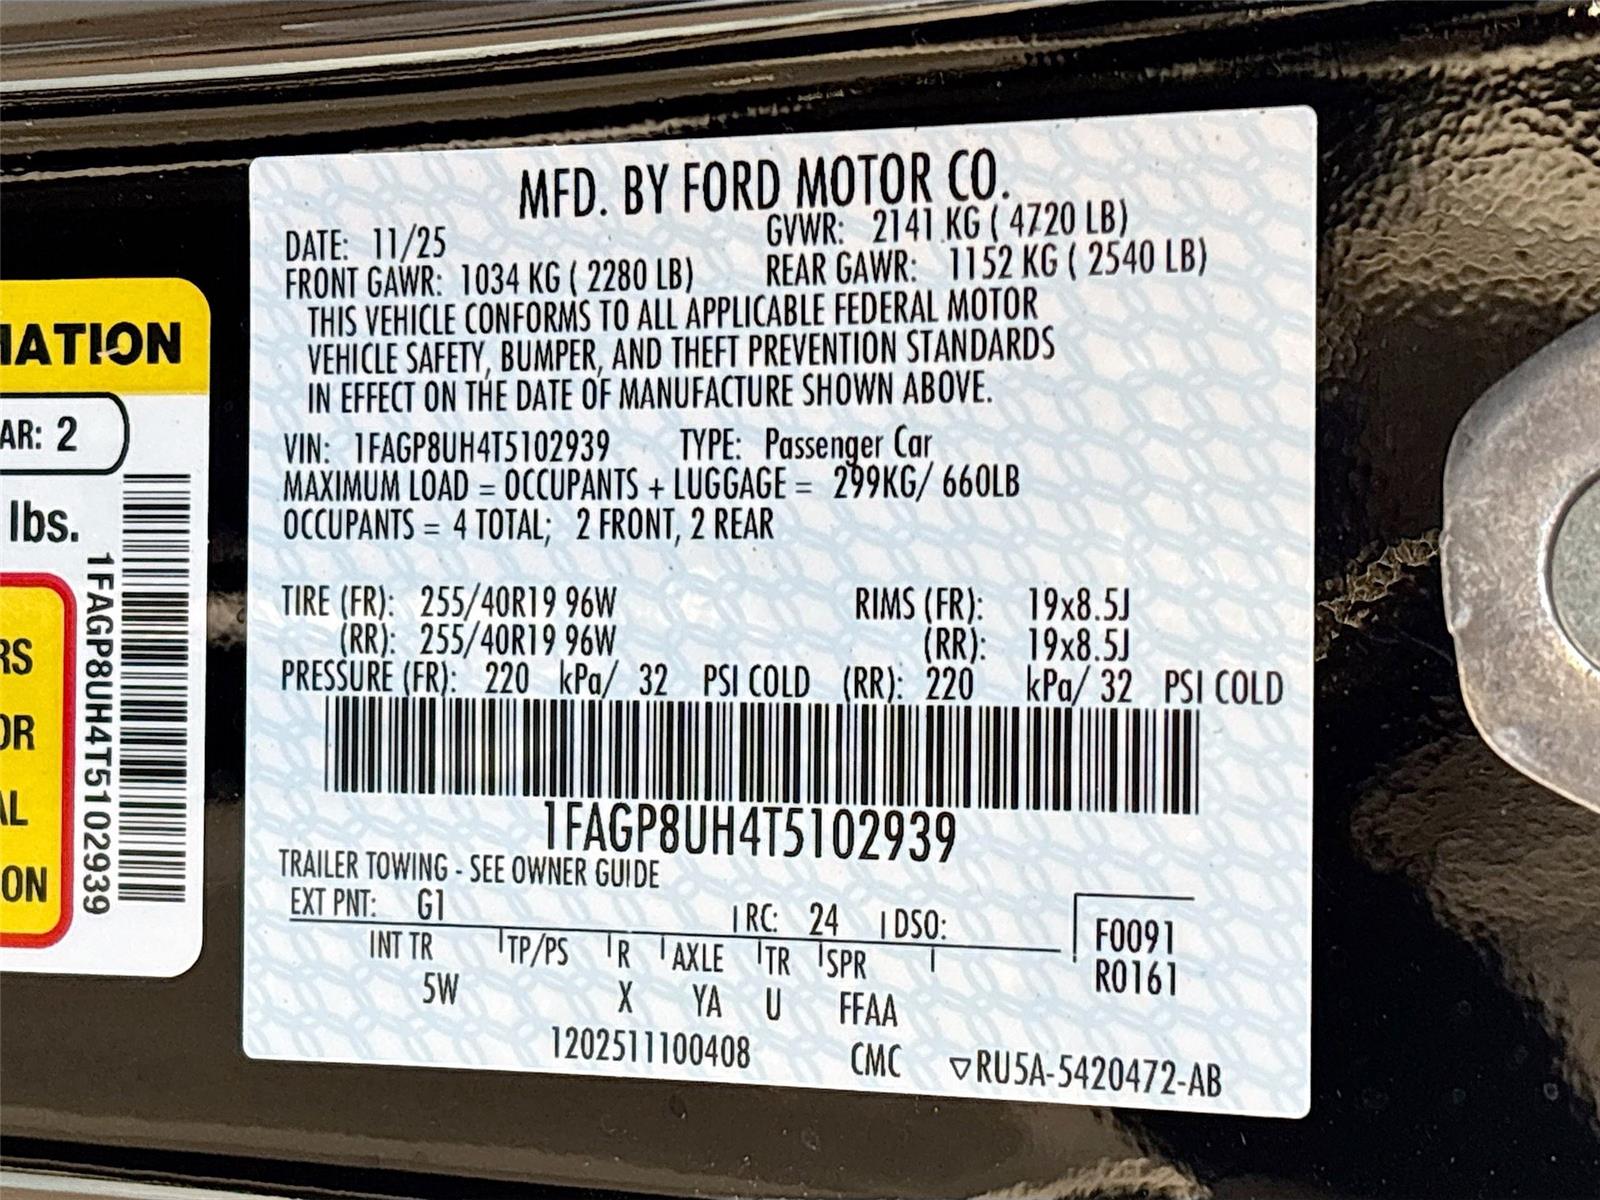 MFD. BY FORD MOTOR CO.
DATE: 11/25
GVWR: 2141 KG ( 4720 LB)
FRONT GAWR: 1034 KG ( 2280 LB)
REAR GAWR: 1152 KG ( 2540 LB)
THIS VEHICLE CONFORMS TO ALL APPLICABLE FEDERAL MOTOR
VEHICLE SAFETY, BUMPER, AND THEFT PREVENTION STANDARDS
IN EFFECT ON THE DATE OF MANUFACTURE SHOWN ABOVE.
VIN: 1FAGP8UH4T5102939 TYPE: Passenger Car
MAXIMUM LOAD = OCCUPANTS + LUGGAGE = 299KG/ 660LB
OCCUPANTS = 4 TOTAL; 2 FRONT, 2 REAR
TIRE (FR): 255/40R19 96W RIMS (FR): 19x8.5J
(RR): 255/40R19 96W (RR): 19x8.5J
PRESSURE (FR): 220 kPa/ 32 PSI COLD (RR): 220 kPa/ 32 PSI COLD
1FAGP8UH4T5102939
TRAILER TOWING - SEE OWNER GUIDE
EXT PNT: G1 RC: 24 DSO:
F0091
R0161
INT TR TP/PS R AXLE TR SPR
5W X YA U FFAA
1202511100408 CMC ▽RU5A-5420472-AB
AR: 2
lbs.
ON
1FAGP8UH4T5102939